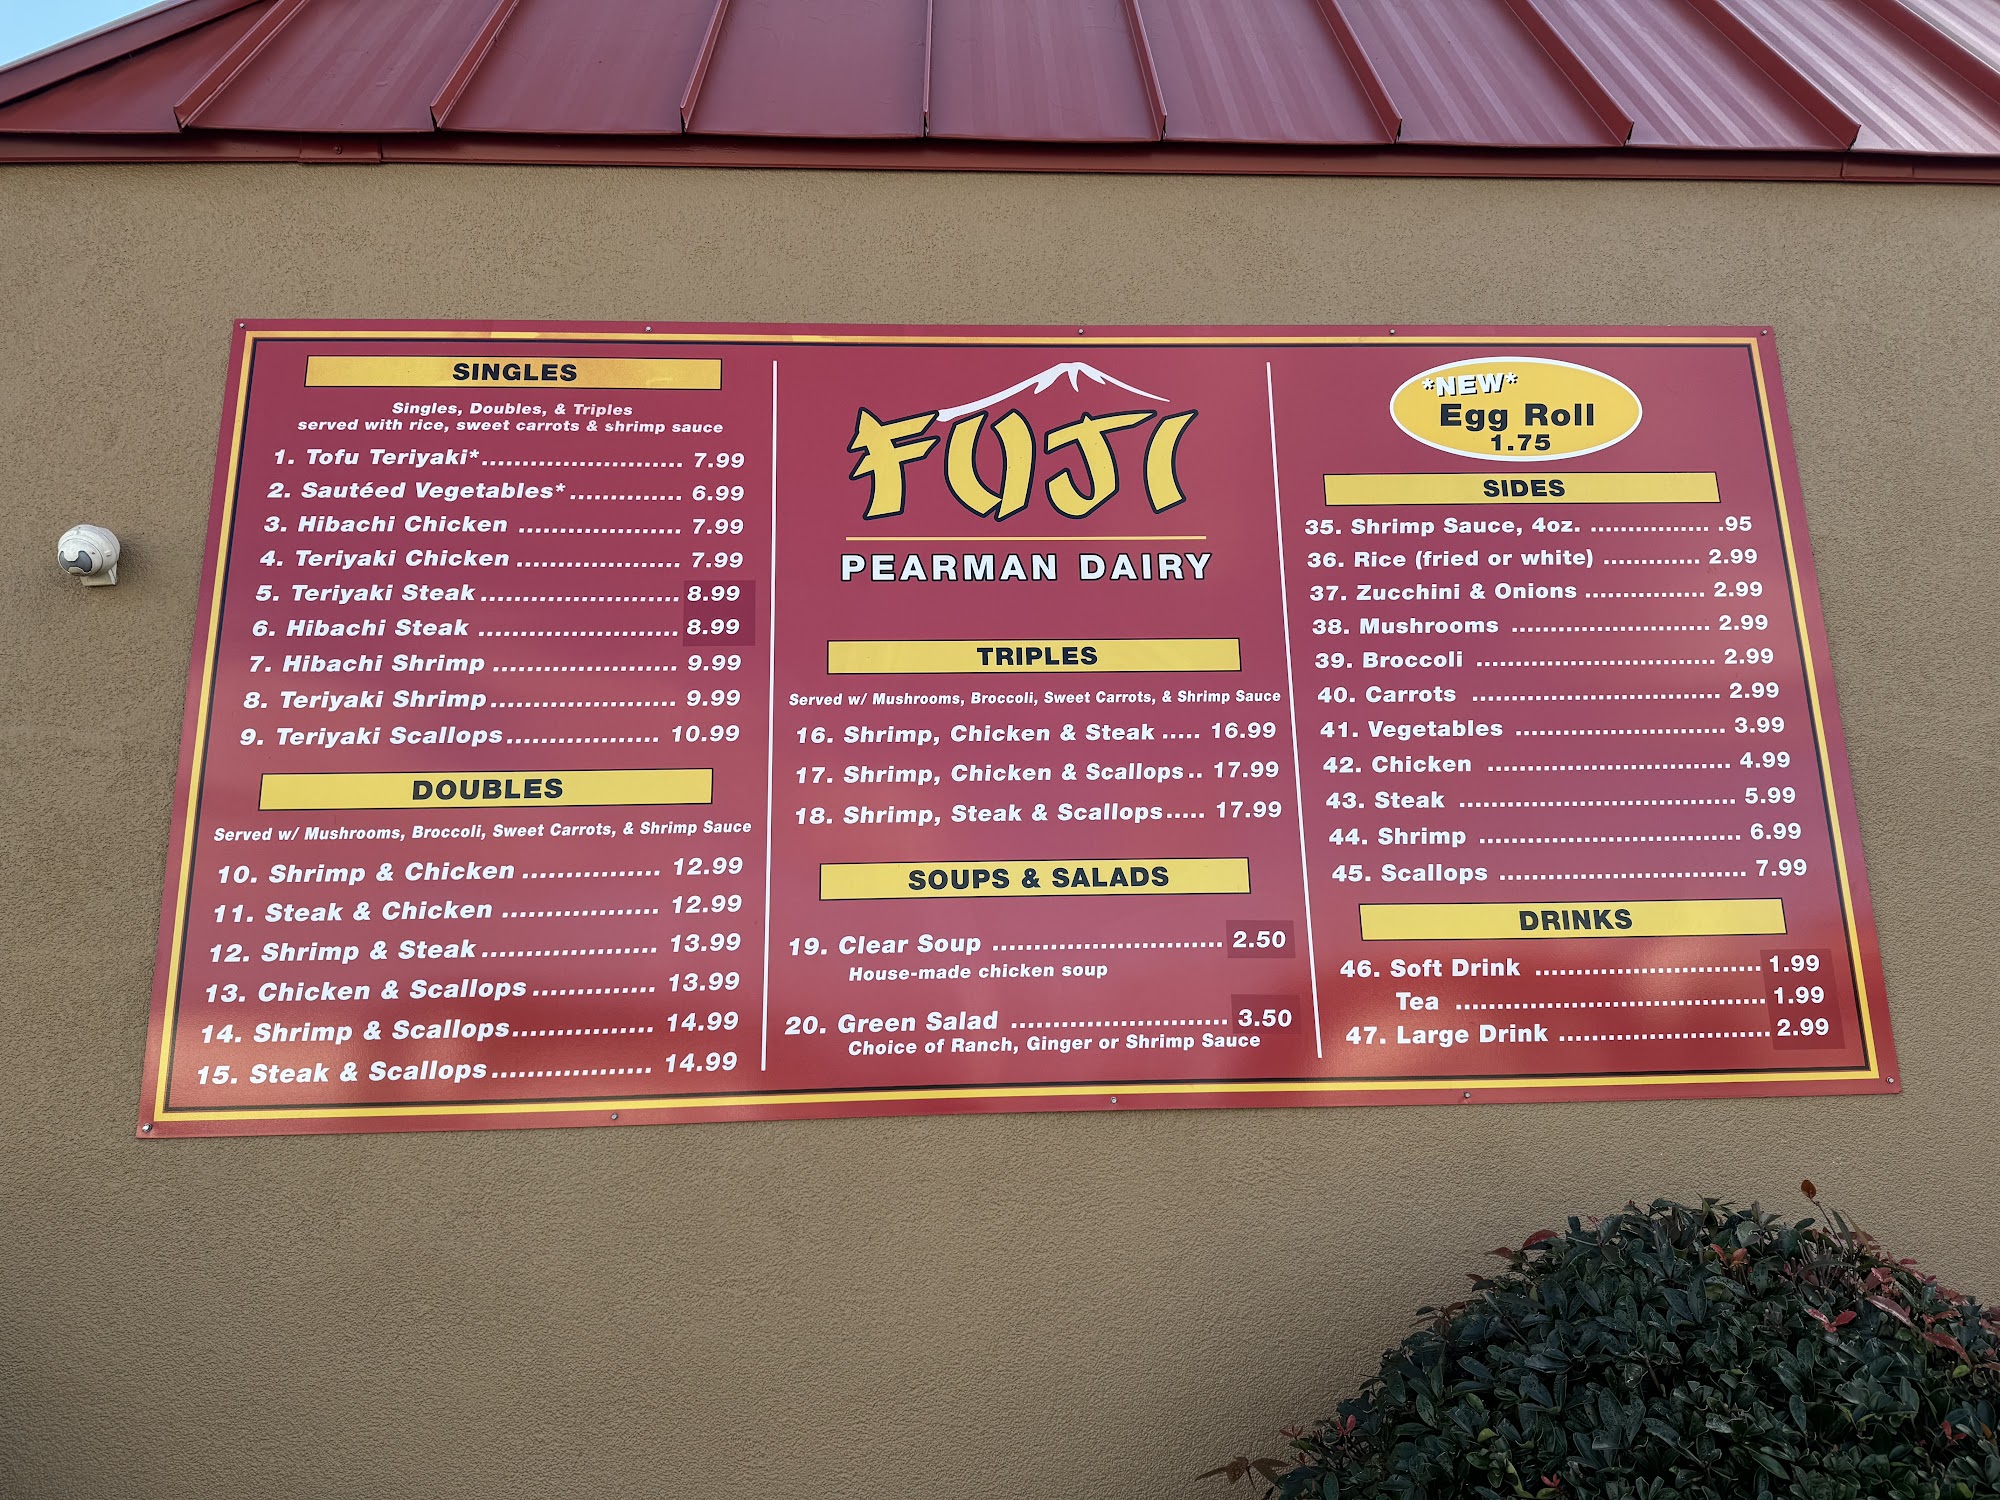 SINGLES
Singles, Doubles, & Triples
served with rice, sweet carrots & shrimp sauce
1. Tofu Teriyaki*........................ 7.99
2. Sautéed Vegetables*............. 6.99
3. Hibachi Chicken ................... 7.99
4. Teriyaki Chicken ................... 7.99
5. Teriyaki Steak ....................... 8.99
6. Hibachi Steak ........................ 8.99
7. Hibachi Shrimp ...................... 9.99
8. Teriyaki Shrimp...................... 9.99
9. Teriyaki Scallops.................. 10.99
DOUBLES
Served w/ Mushrooms, Broccoli, Sweet Carrots, & Shrimp Sauce
10. Shrimp & Chicken ................ 12.99
11. Steak & Chicken .................. 12.99
12. Shrimp & Steak.................... 13.99
13. Chicken & Scallops .............. 13.99
14. Shrimp & Scallops................ 14.99
15. Steak & Scallops.................. 14.99
FUJI
PEARMAN DAIRY
TRIPLES
Served w/ Mushrooms, Broccoli, Sweet Carrots, & Shrimp Sauce
16. Shrimp, Chicken & Steak ..... 16.99
17. Shrimp, Chicken & Scallops.. 17.99
18. Shrimp, Steak & Scallops..... 17.99
SOUPS & SALADS
19. Clear Soup ............................ 2.50
House-made chicken soup
20. Green Salad .......................... 3.50
Choice of Ranch, Ginger or Shrimp Sauce
*NEW*
Egg Roll
1.75
SIDES
35. Shrimp Sauce, 4oz. ............... .95
36. Rice (fried or white) ............ 2.99
37. Zucchini & Onions ............... 2.99
38. Mushrooms ......................... 2.99
39. Broccoli .............................. 2.99
40. Carrots ............................... 2.99
41. Vegetables .......................... 3.99
42. Chicken .............................. 4.99
43. Steak .................................. 5.99
44. Shrimp ................................ 6.99
45. Scallops .............................. 7.99
DRINKS
46. Soft Drink ............................ 1.99
Tea ...................................... 1.99
47. Large Drink .......................... 2.99